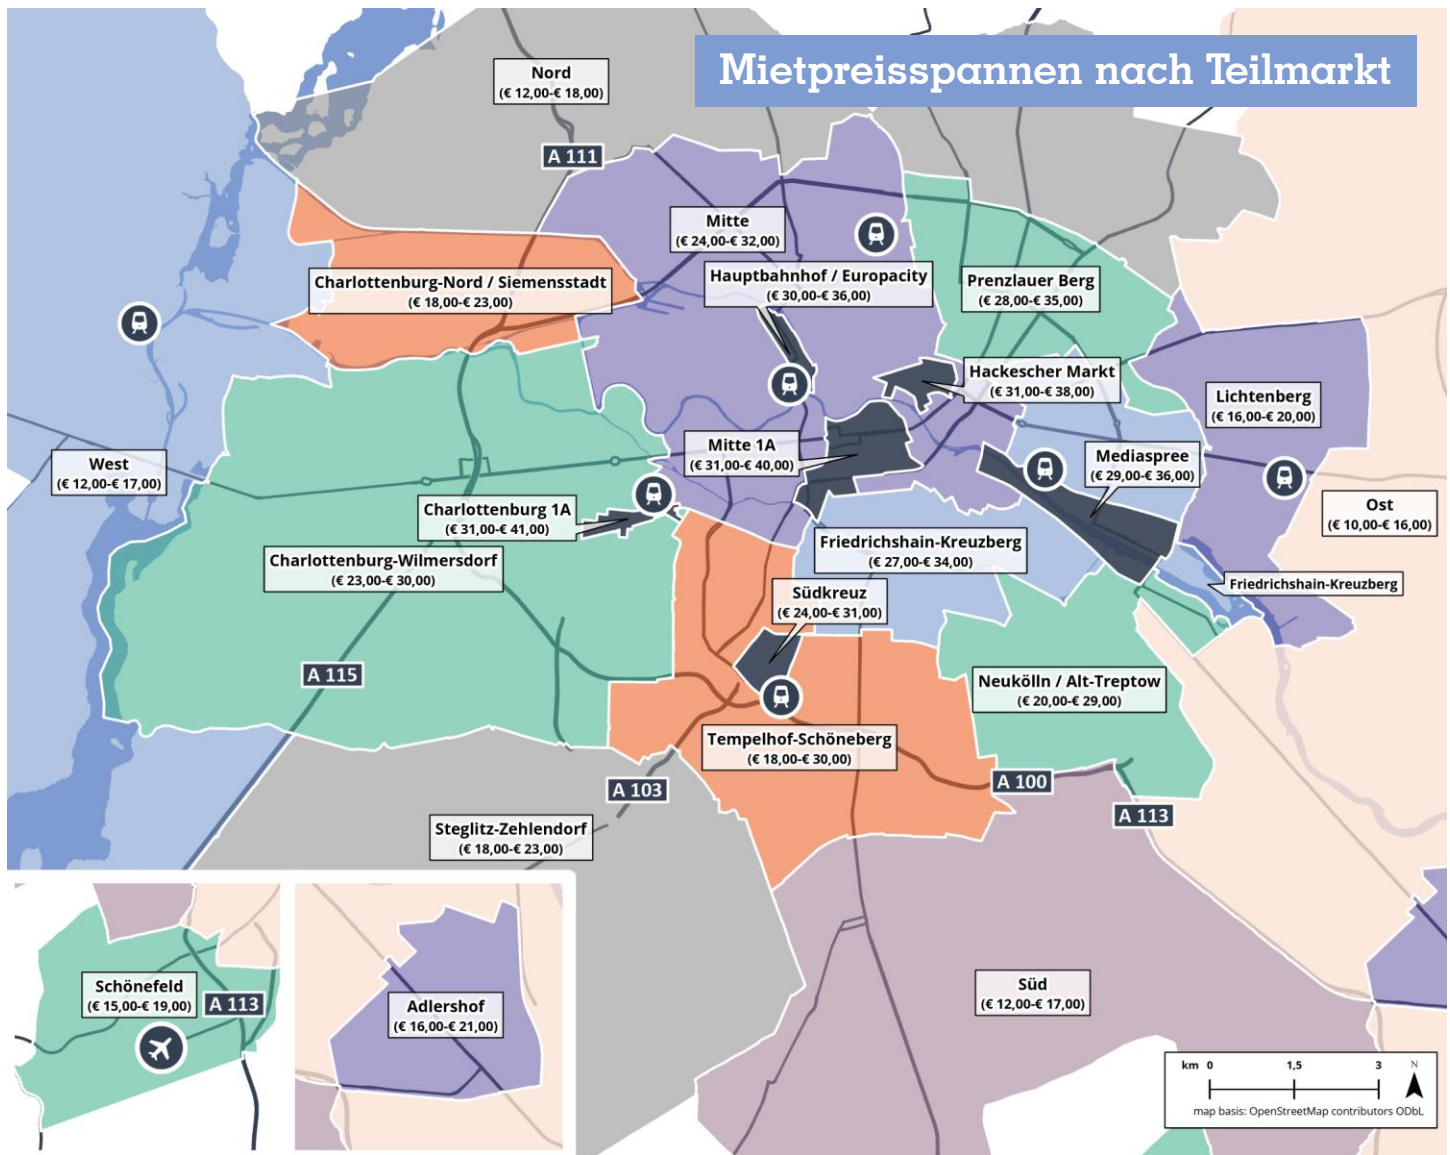 Mietpreisspannen nach Teilmarkt
Nord
(€ 12,00-€ 18,00)
A 111
Mitte
(€ 24,00-€ 32,00)
Charlottenburg-Nord / Siemensstadt
(€ 18,00-€ 23,00)
Hauptbahnhof / Europacity
(€ 30,00-€ 36,00)
Prenzlauer Berg
(€ 28,00-€ 35,00)
Hackescher Markt
(€ 31,00-€ 38,00)
Lichtenberg
(€ 16,00-€ 20,00)
West
(€ 12,00-€ 17,00)
Mitte 1A
(€ 31,00-€ 40,00)
Mediaspree
(€ 29,00-€ 36,00)
Charlottenburg 1A
(€ 31,00-€ 41,00)
Ost
(€ 10,00-€ 16,00)
Charlottenburg-Wilmersdorf
(€ 23,00-€ 30,00)
Friedrichshain-Kreuzberg
(€ 27,00-€ 34,00)
Friedrichshain-Kreuzberg
Südkreuz
(€ 24,00-€ 31,00)
A 115
Neukölln / Alt-Treptow
(€ 20,00-€ 29,00)
Tempelhof-Schöneberg
(€ 18,00-€ 30,00)
A 103
A 100
A 113
Steglitz-Zehlendorf
(€ 18,00-€ 23,00)
Schönefeld
(€ 15,00-€ 19,00)
A 113
Adlershof
(€ 16,00-€ 21,00)
Süd
(€ 12,00-€ 17,00)
km 0 1,5 3 N
map basis: OpenStreetMap contributors ODbL